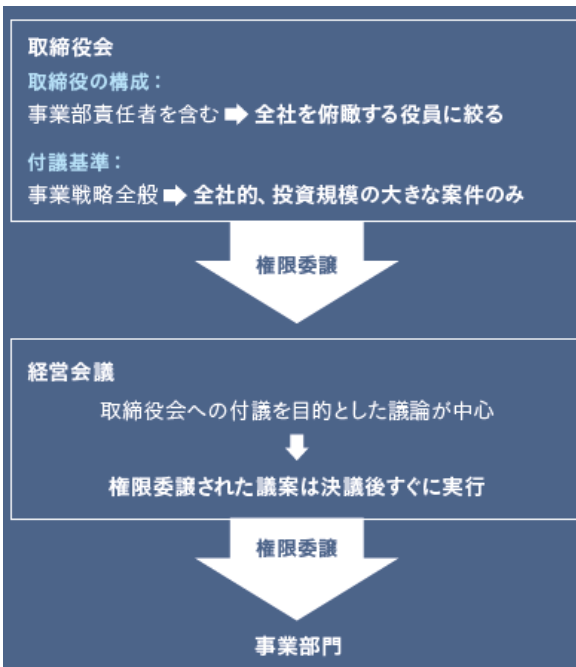 取締役会
取締役の構成：
事業部責任者を含む ➡ 全社を俯瞰する役員に絞る
付議基準：
事業戦略全般 ➡ 全社的、投資規模の大きな案件のみ
権限委譲
経営会議
取締役会への付議を目的とした議論が中心
権限委譲された議案は決議後すぐに実行
権限委譲
事業部門